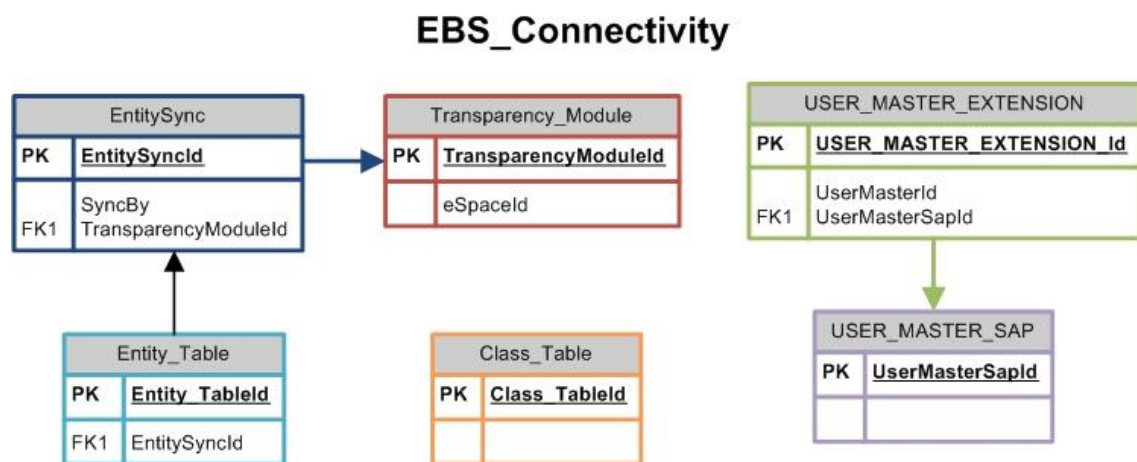 EBS_Connectivity
EntitySync
PK EntitySyncId
SyncBy
FK1 TransparencyModuleId
Transparency_Module
PK TransparencyModuleId
eSpaceId
USER_MASTER_EXTENSION
PK USER_MASTER_EXTENSION_Id
UserMasterId
FK1 UserMasterSapId
Entity_Table
PK Entity_TableId
FK1 EntitySyncId
Class_Table
PK Class_TableId
USER_MASTER_SAP
PK UserMasterSapId